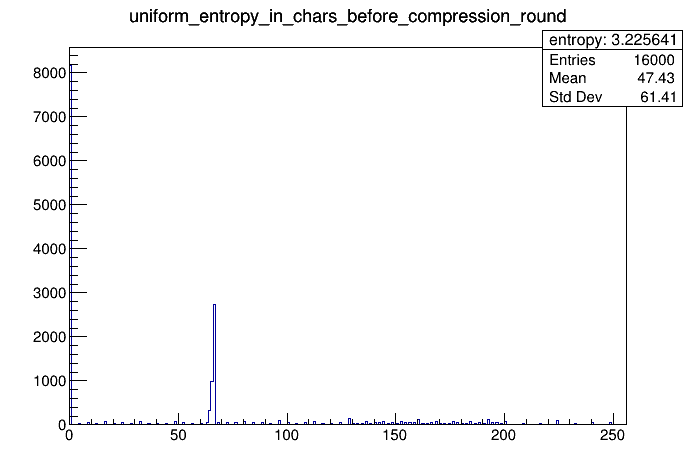 uniform_entropy_in_chars_before_compression_round
entropy: 3.225641
Entries 16000
Mean 47.43
Std Dev 61.41
8000
7000
6000
5000
4000
3000
2000
1000
0
0 50 100 150 200 250